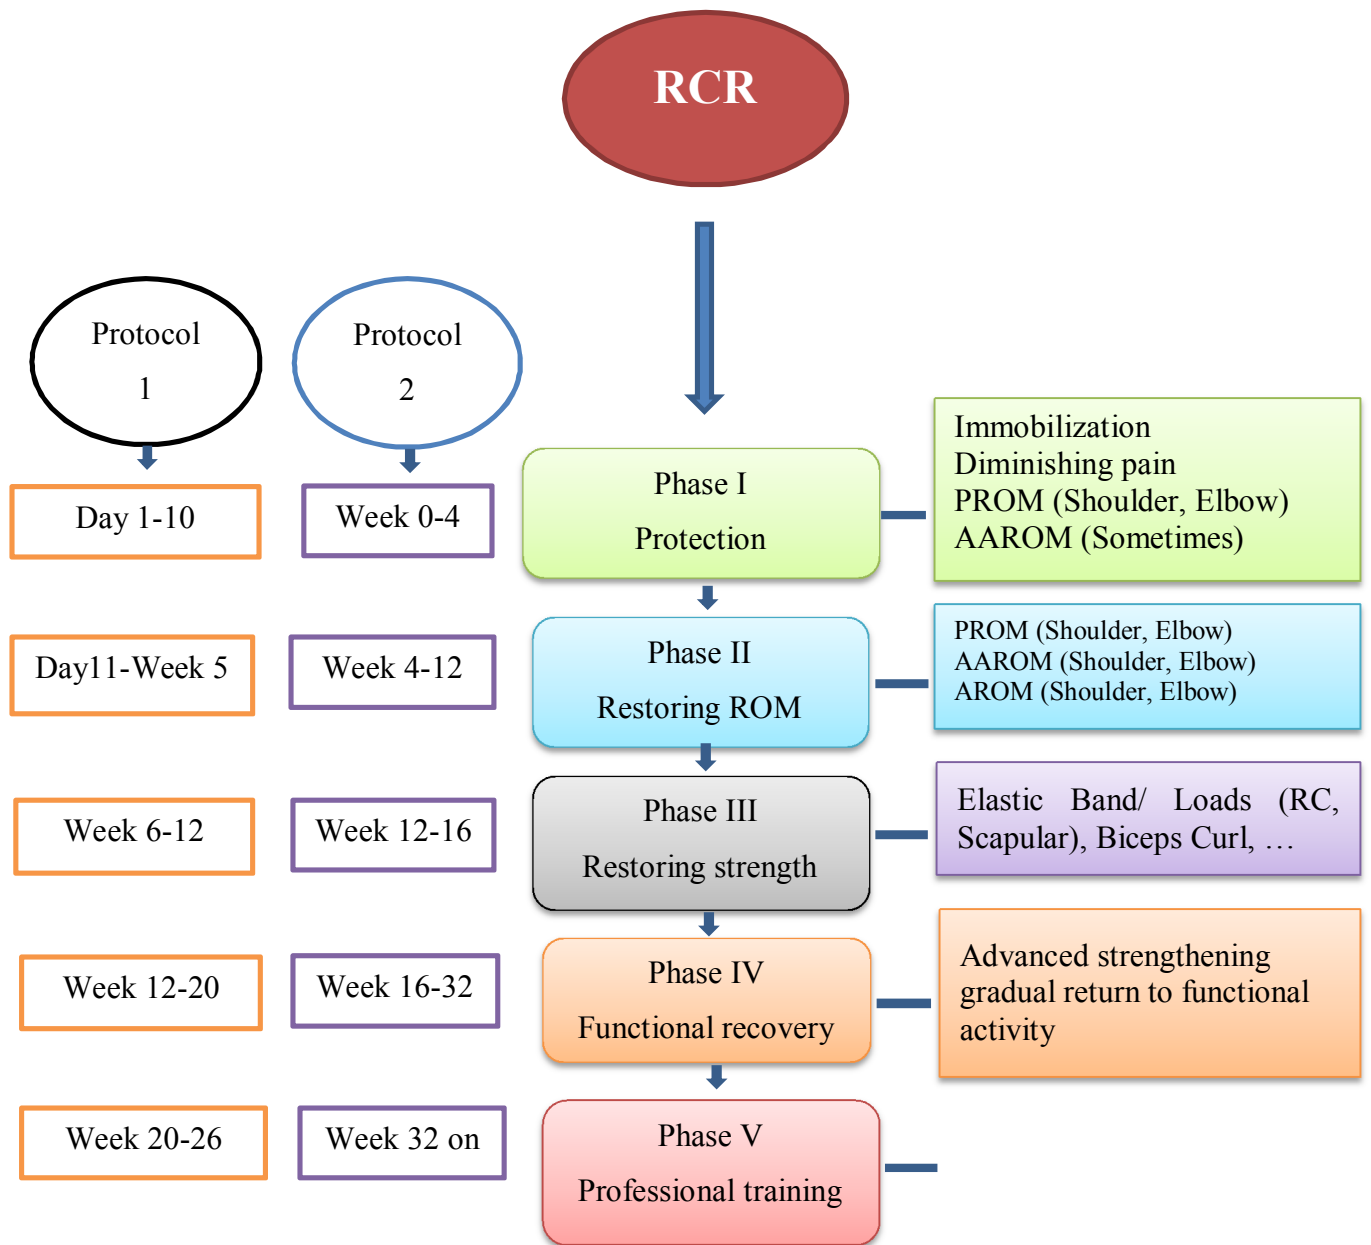 RCR
Protocol
1
Protocol
2
Day 1-10
Week 0-4
Phase I
Protection
Immobilization
Diminishing pain
PROM (Shoulder, Elbow)
AAROM (Sometimes)
Day11-Week 5
Week 4-12
Phase II
Restoring ROM
PROM (Shoulder, Elbow)
AAROM (Shoulder, Elbow)
AROM (Shoulder, Elbow)
Week 6-12
Week 12-16
Phase III
Restoring strength
Elastic Band/ Loads (RC,
Scapular), Biceps Curl, …
Week 12-20
Week 16-32
Phase IV
Functional recovery
Advanced strengthening
gradual return to functional
activity
Week 20-26
Week 32 on
Phase V
Professional training